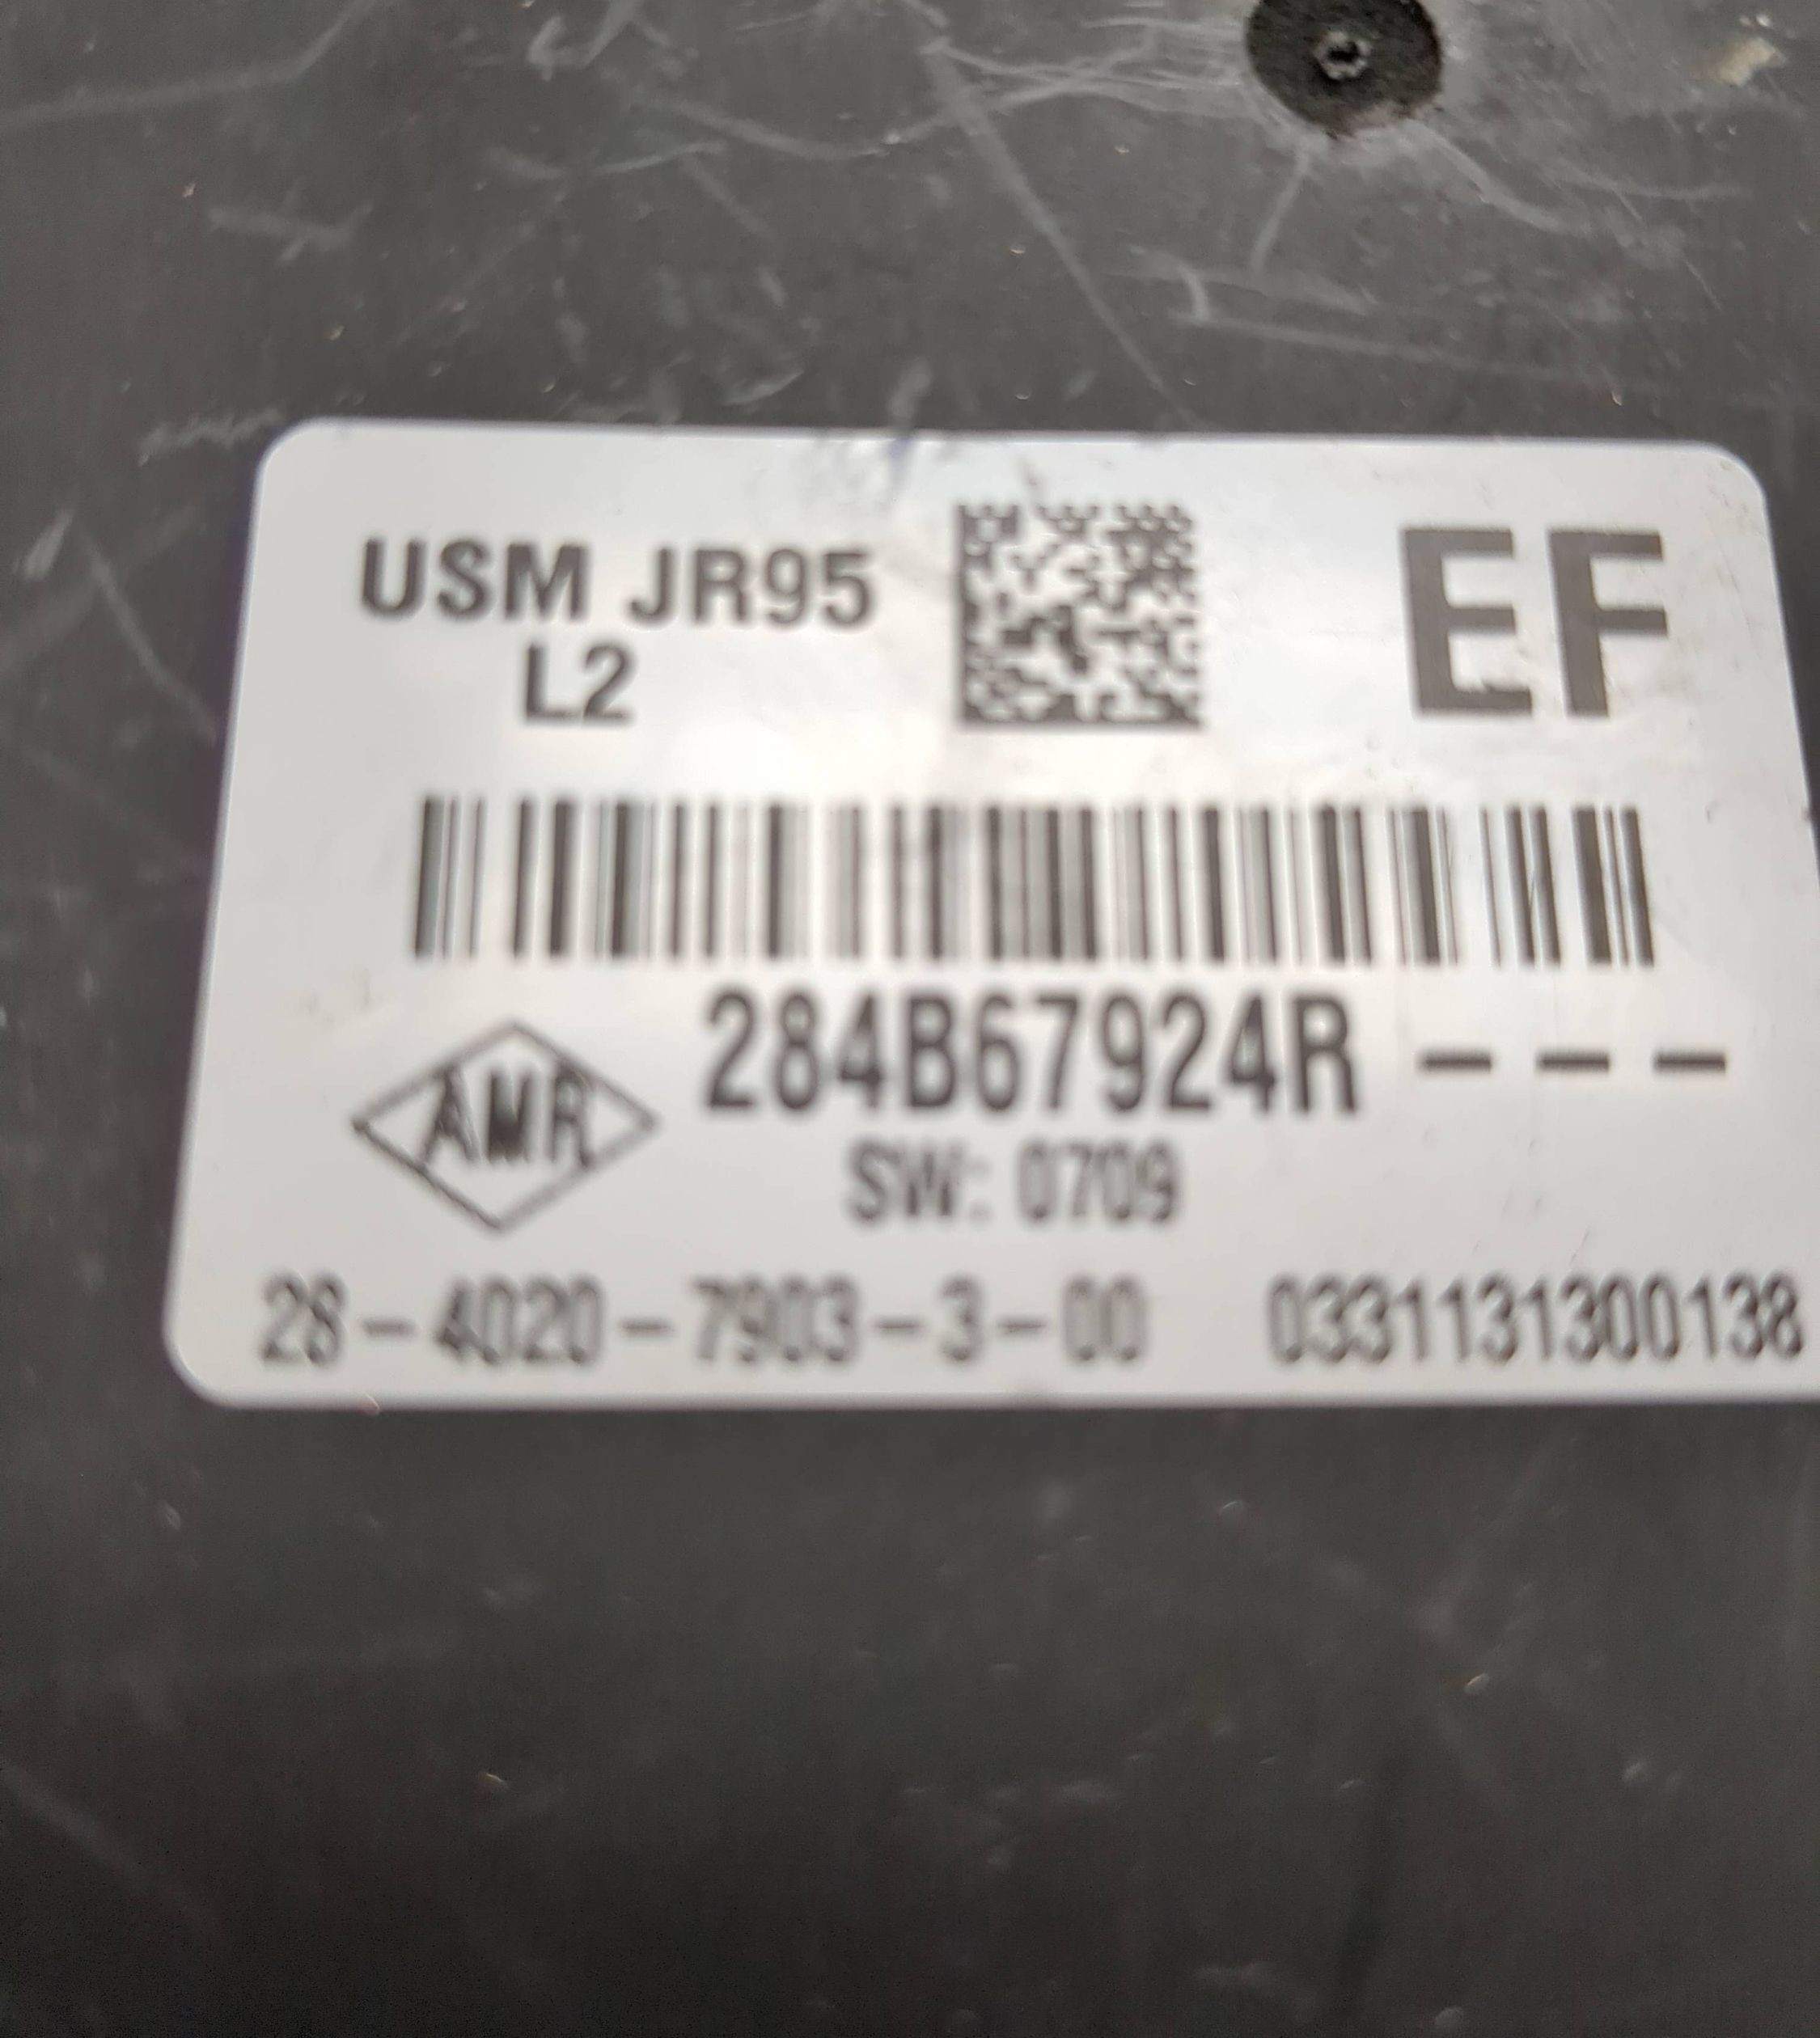 USM JR95
L2
EF
284B67924R - - -
AMR
SW: 0709
28-4020-7903-3-00 0331131300138